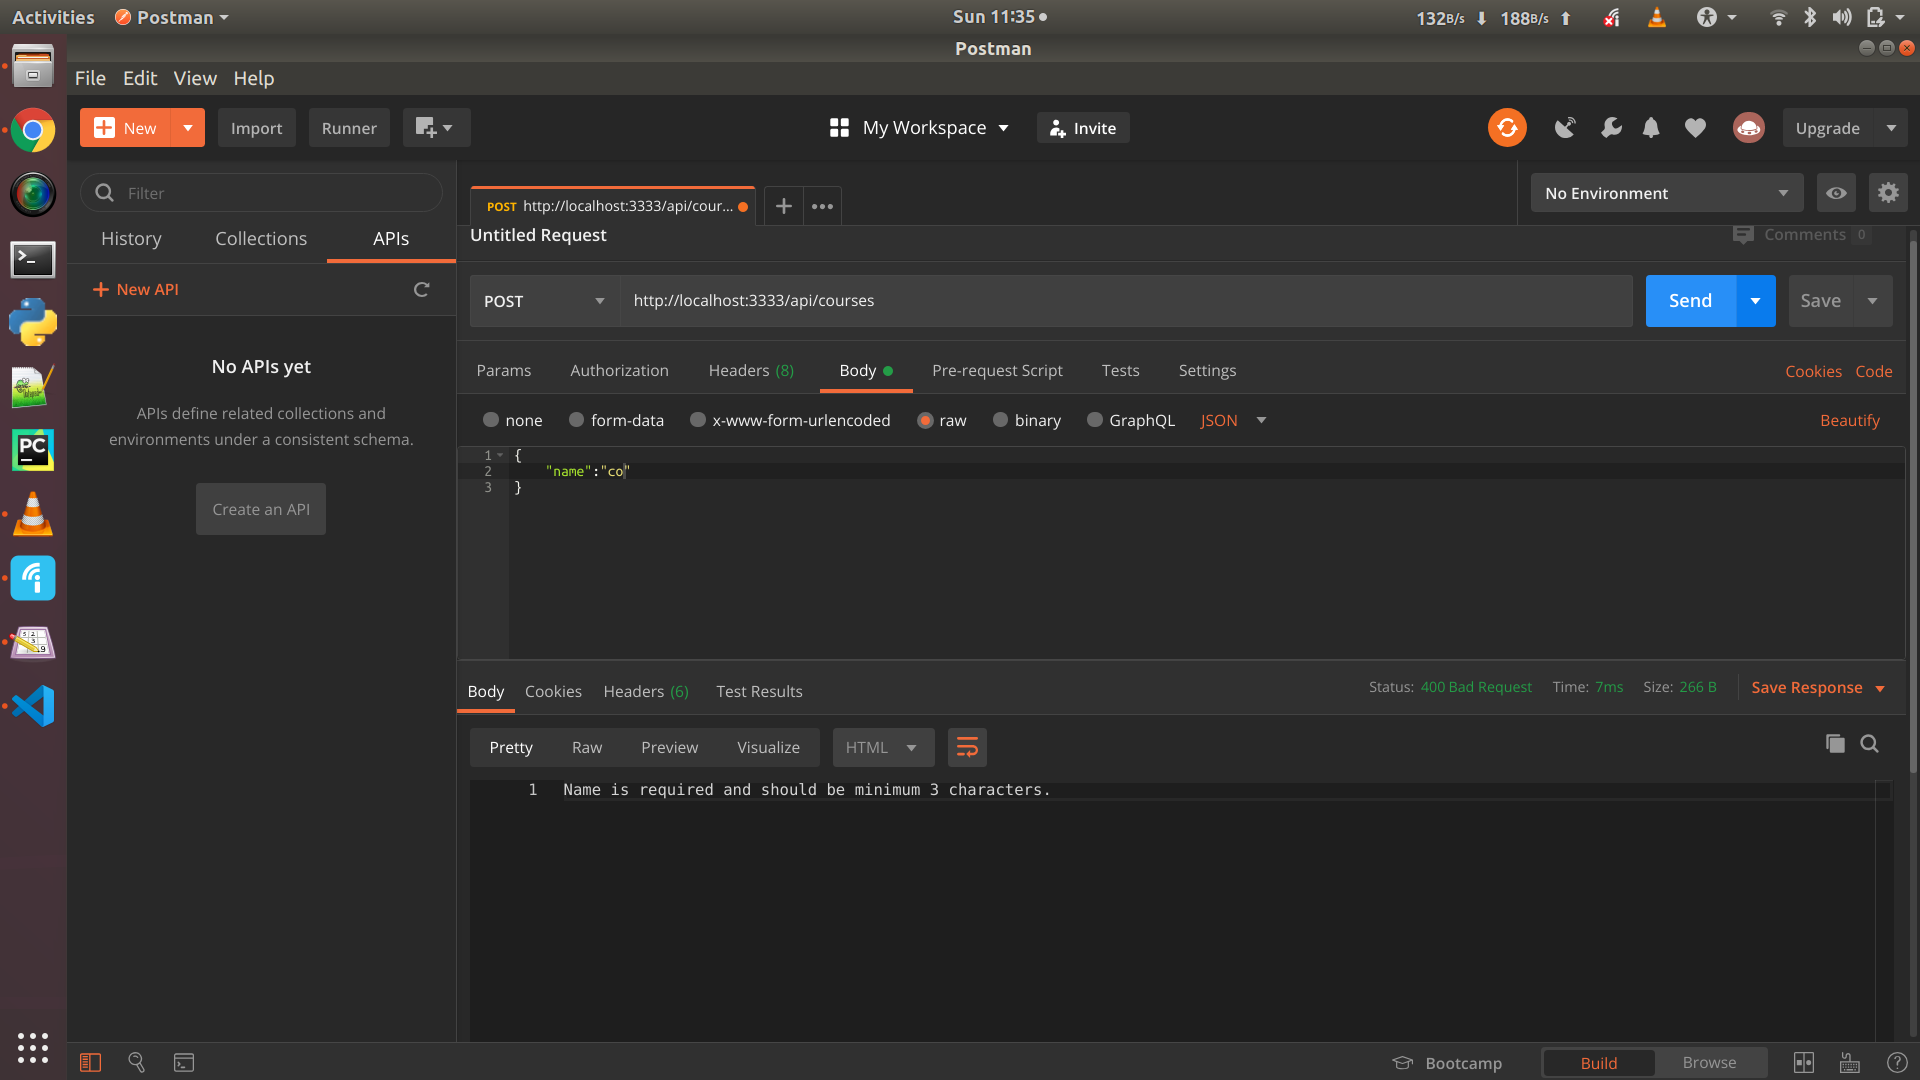 Activities Postman Sun 11:35 132B/s 188B/s
Postman
File Edit View Help
New Import Runner My Workspace Invite Upgrade
Filter
History Collections APIs
New API
No APIs yet
APIs define related collections and
environments under a consistent schema.
Create an API
POST http://localhost:3333/api/cour... No Environment
Untitled Request Comments 0
POST http://localhost:3333/api/courses Send Save
Params Authorization Headers (8) Body Pre-request Script Tests Settings Cookies Code
none form-data x-www-form-urlencoded raw binary GraphQL JSON Beautify
1 {
2 "name":"co"
3 }
Body Cookies Headers (6) Test Results Status: 400 Bad Request Time: 7ms Size: 266 B Save Response
Pretty Raw Preview Visualize HTML
1 Name is required and should be minimum 3 characters.
Bootcamp Build Browse